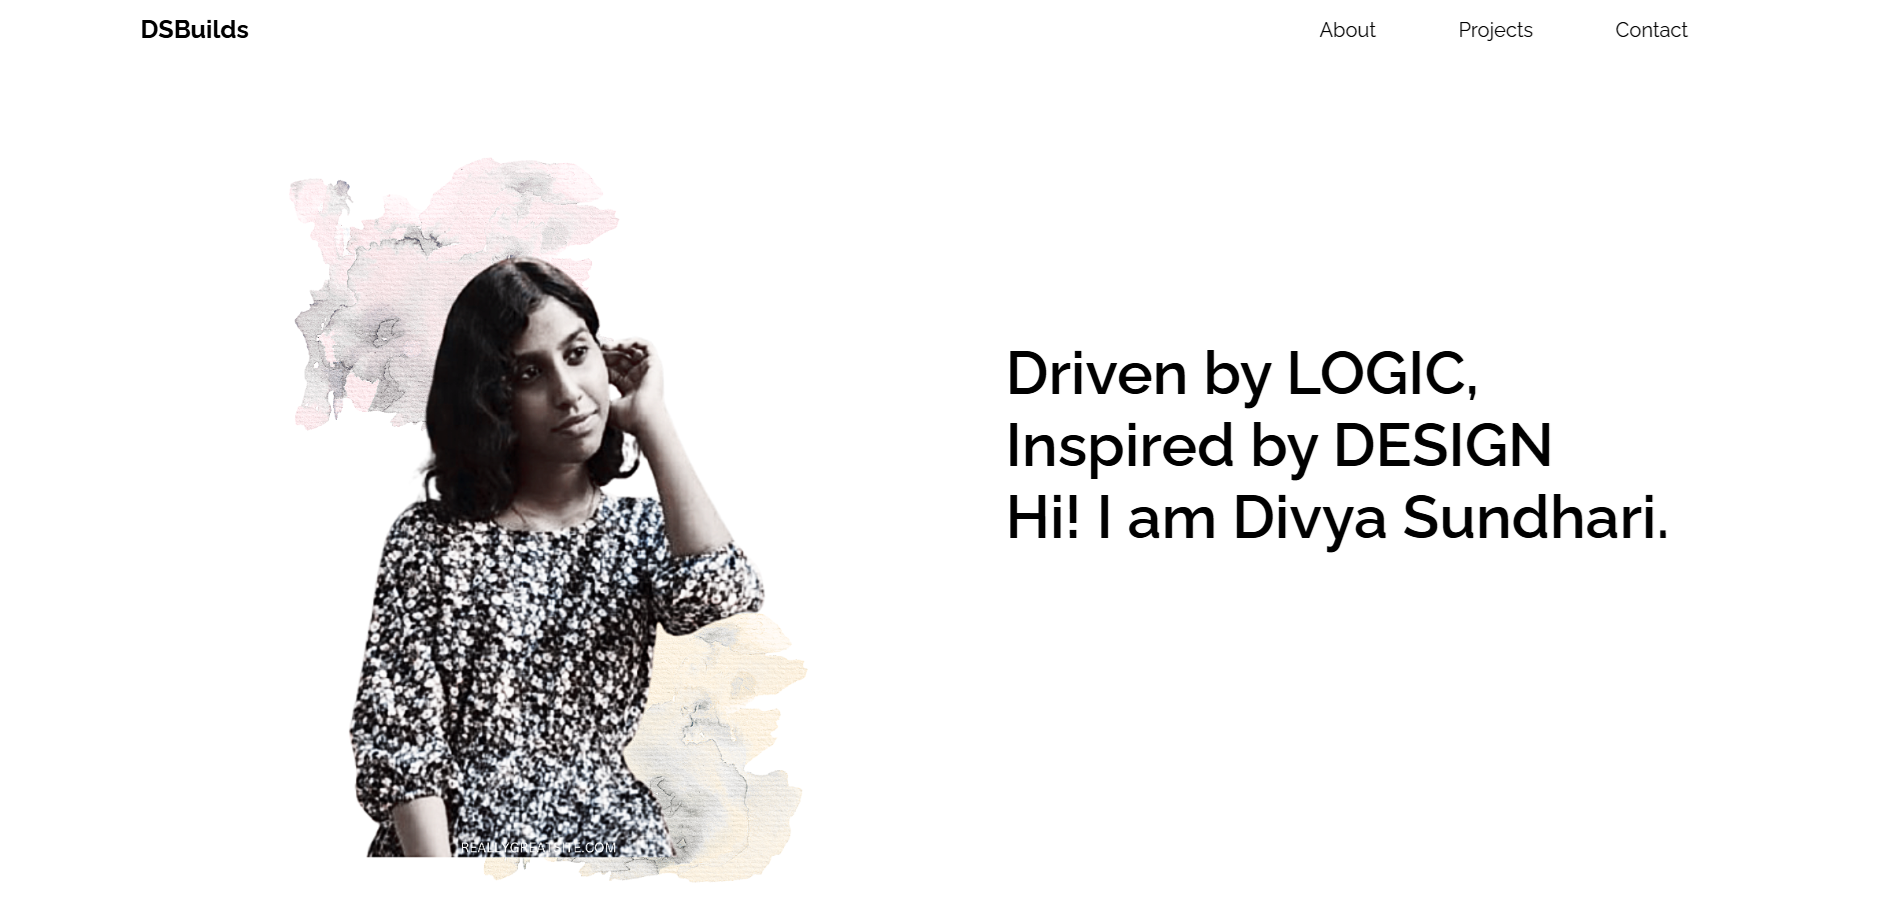 DSBuilds
About
Projects
Contact
Driven by LOGIC,
Inspired by DESIGN
Hi! I am Divya Sundhari.
REALLYGREATSITE.COM